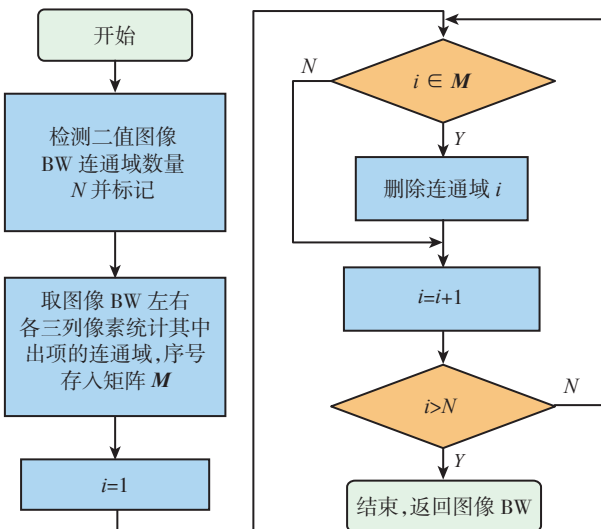 开始
检测二值图像
BW 连通域数量
N 并标记
取图像 BW 左右
各三列像素统计其中
出项的连通域,序号
存入矩阵 M
i=1
i ∈ M
N
Y
删除连通域 i
i=i+1
i>N
N
Y
结束,返回图像 BW